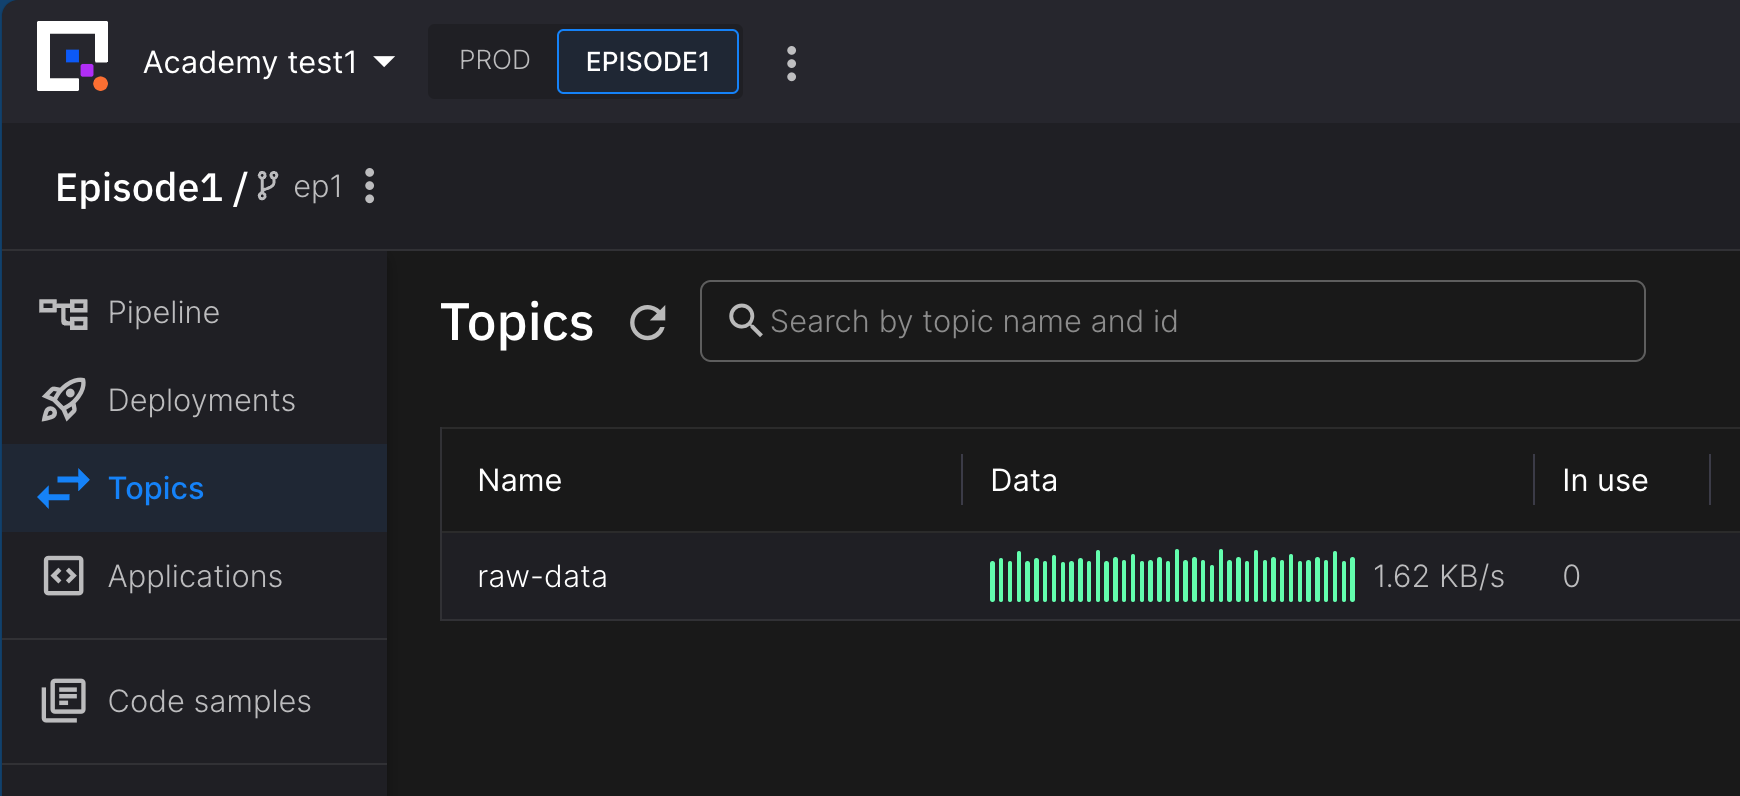 Academy test1 PROD EPISODE1
Episode1 / ep1
Pipeline
Deployments
Topics
Applications
Code samples
Topics Search by topic name and id
Name Data In use
raw-data 1.62 KB/s 0